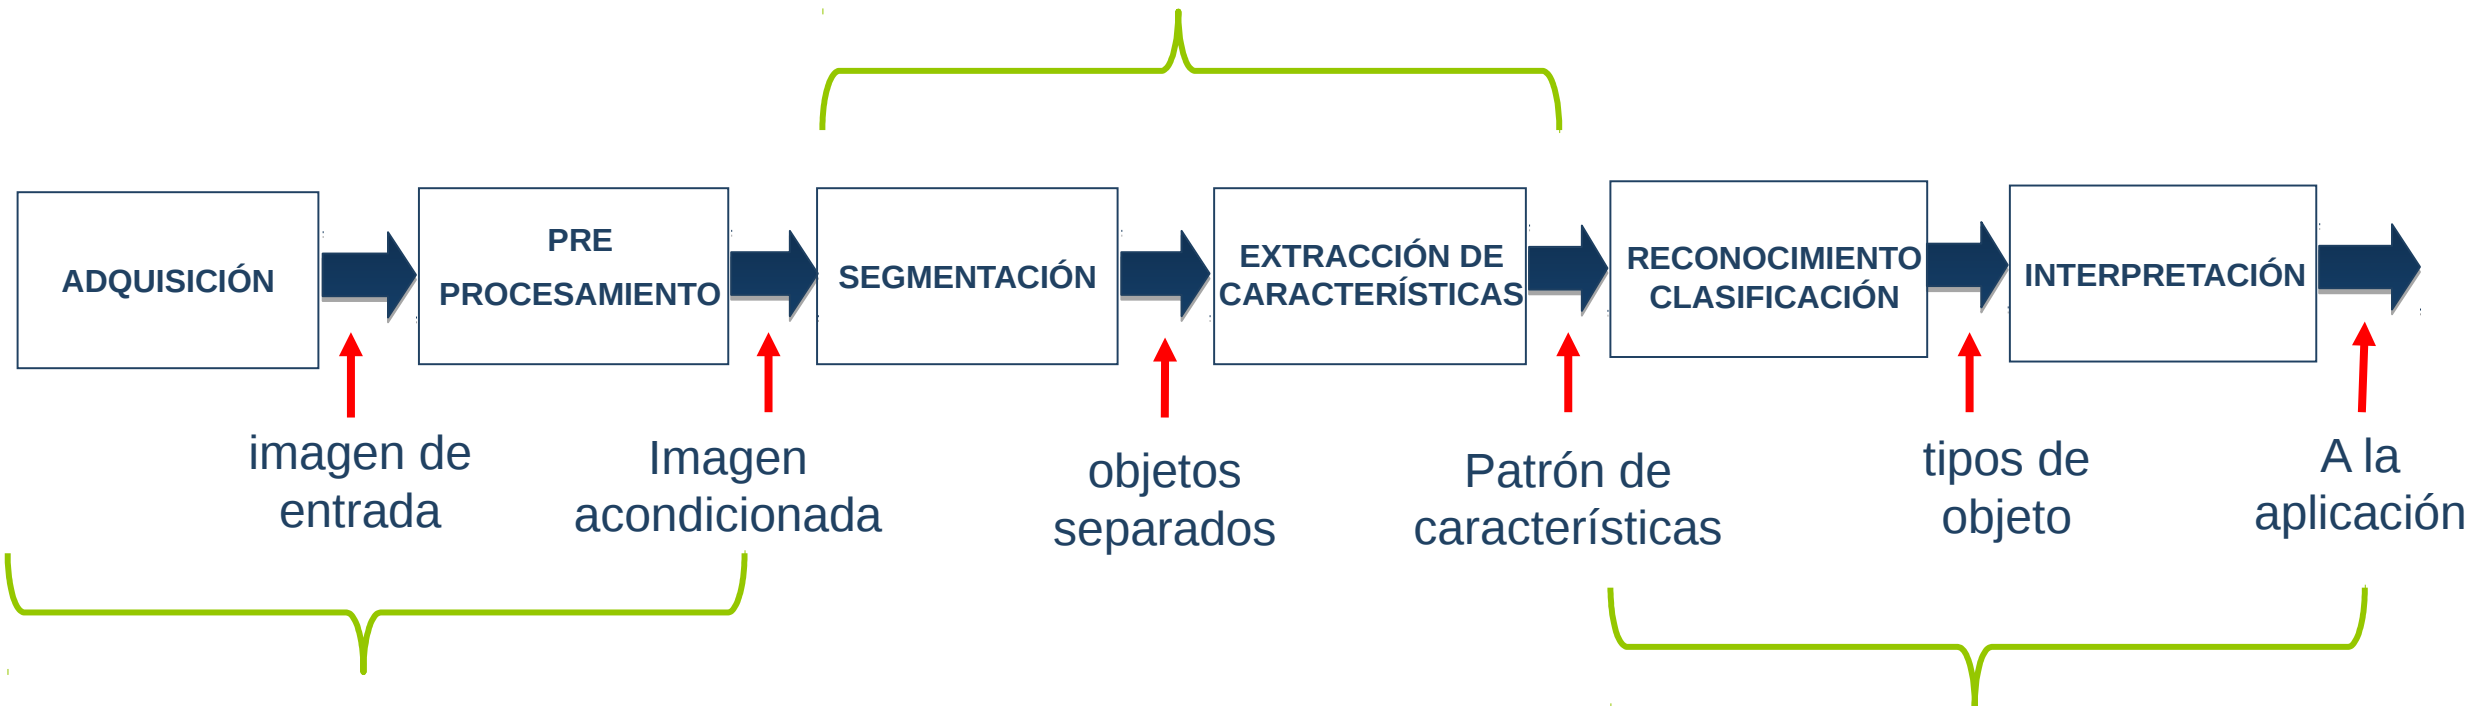 ADQUISICIÓN
PRE
PROCESAMIENTO
SEGMENTACIÓN
EXTRACCIÓN DE
CARACTERÍSTICAS
RECONOCIMIENTO
CLASIFICACIÓN
INTERPRETACIÓN
imagen de
entrada
Imagen
acondicionada
objetos
separados
Patrón de
características
tipos de
objeto
A la
aplicación